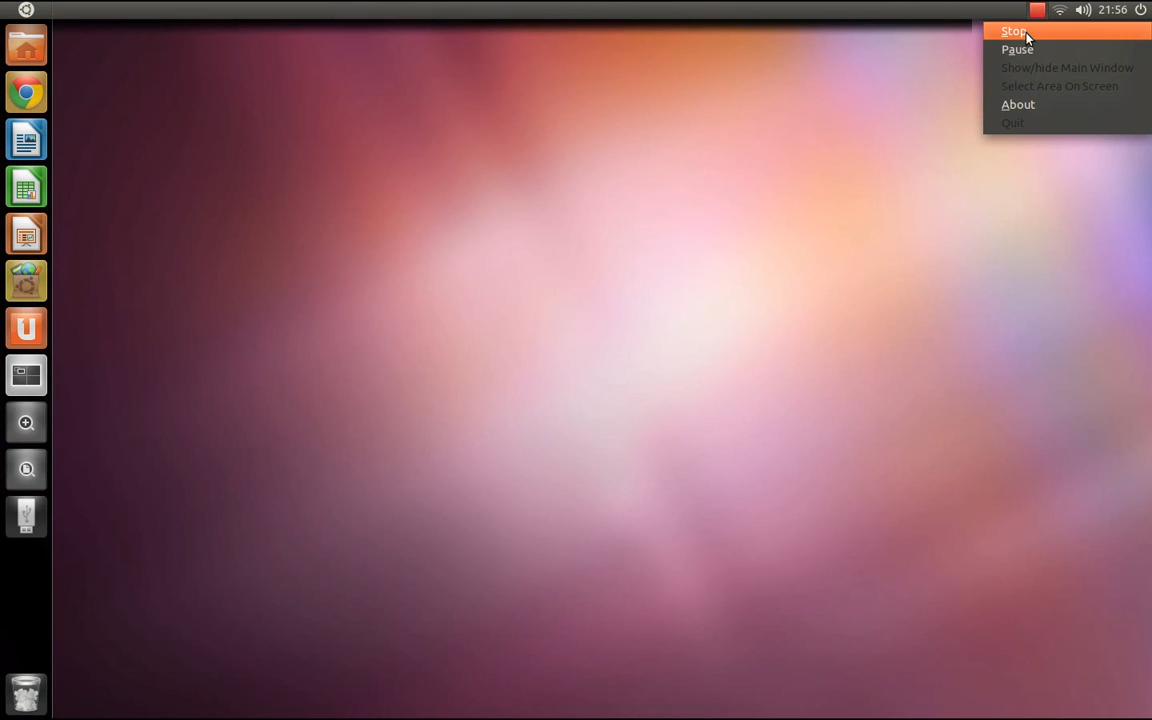 21:56
Stop
Pause
Show/hide Main Window
Select Area On Screen
About
Quit